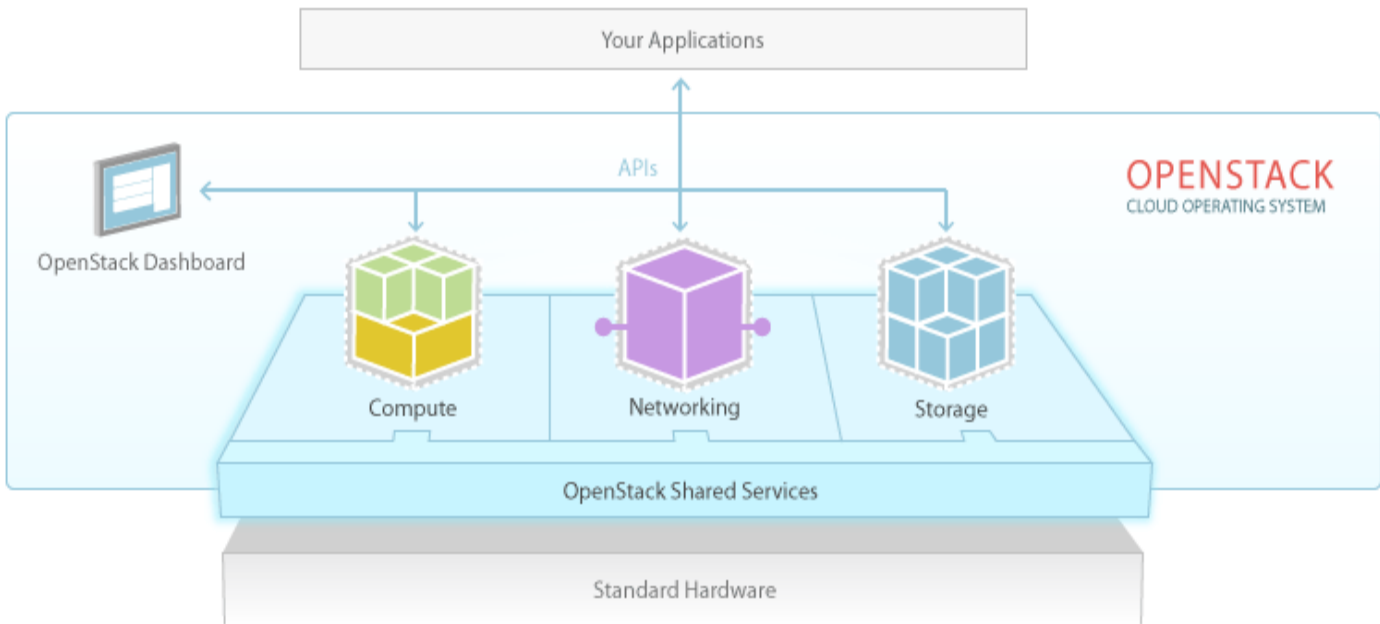 Your Applications
APIs
OPENSTACK
CLOUD OPERATING SYSTEM
OpenStack Dashboard
Compute
Networking
Storage
OpenStack Shared Services
Standard Hardware